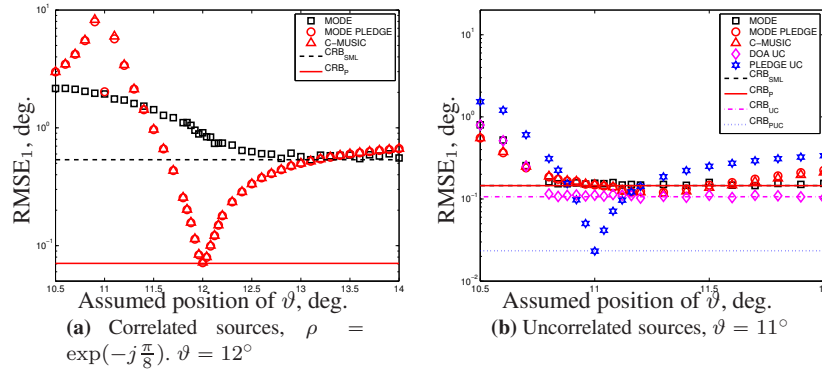 10^1
10^0
10^-1
RMSE₁, deg.
MODE
MODE PLEDGE
C−MUSIC
CRB_SML
CRB_P
10.5 11 11.5 12 12.5 13 13.5 14
Assumed position of ϑ, deg.
(a) Correlated sources, ρ =
exp(−j π/8). ϑ = 12°
10^1
10^0
10^-1
10^-2
RMSE₁, deg.
MODE
MODE PLEDGE
C−MUSIC
DOA UC
PLEDGE UC
CRB_SML
CRB_P
CRB_UC
CRB_PUC
10.5 11 11.5
Assumed position of ϑ, deg.
(b) Uncorrelated sources, ϑ = 11°